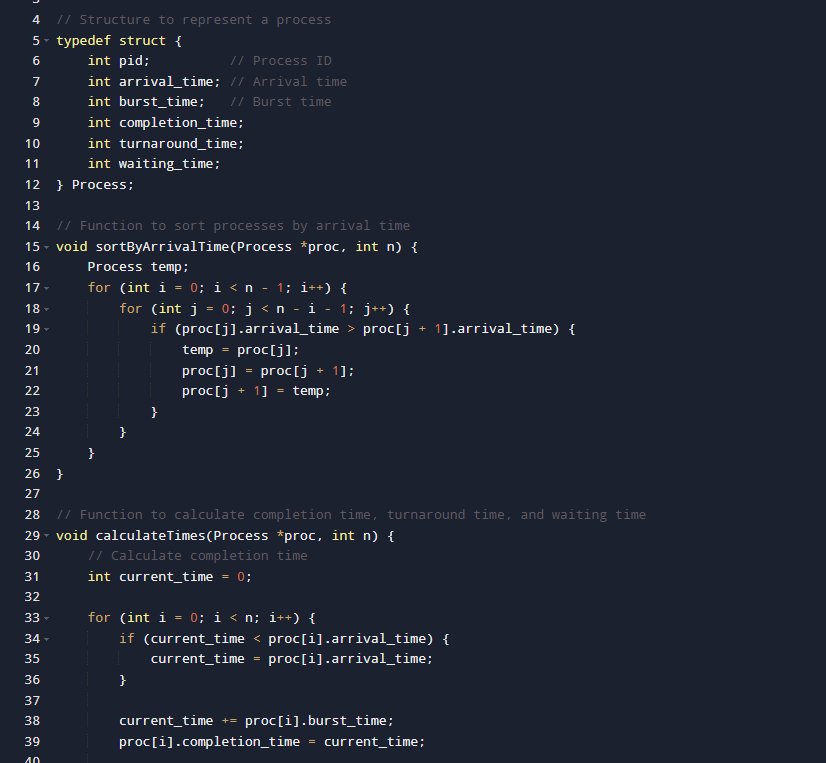 4 // Structure to represent a process
5 typedef struct {
6 int pid; // Process ID
7 int arrival_time; // Arrival time
8 int burst_time; // Burst time
9 int completion_time;
10 int turnaround_time;
11 int waiting_time;
12 } Process;
13
14 // Function to sort processes by arrival time
15 void sortByArrivalTime(Process *proc, int n) {
16 Process temp;
17 for (int i = 0; i < n - 1; i++) {
18 for (int j = 0; j < n - i - 1; j++) {
19 if (proc[j].arrival_time > proc[j + 1].arrival_time) {
20 temp = proc[j];
21 proc[j] = proc[j + 1];
22 proc[j + 1] = temp;
23 }
24 }
25 }
26 }
27
28 // Function to calculate completion time, turnaround time, and waiting time
29 void calculateTimes(Process *proc, int n) {
30 // Calculate completion time
31 int current_time = 0;
32
33 for (int i = 0; i < n; i++) {
34 if (current_time < proc[i].arrival_time) {
35 current_time = proc[i].arrival_time;
36 }
37
38 current_time += proc[i].burst_time;
39 proc[i].completion_time = current_time;
40